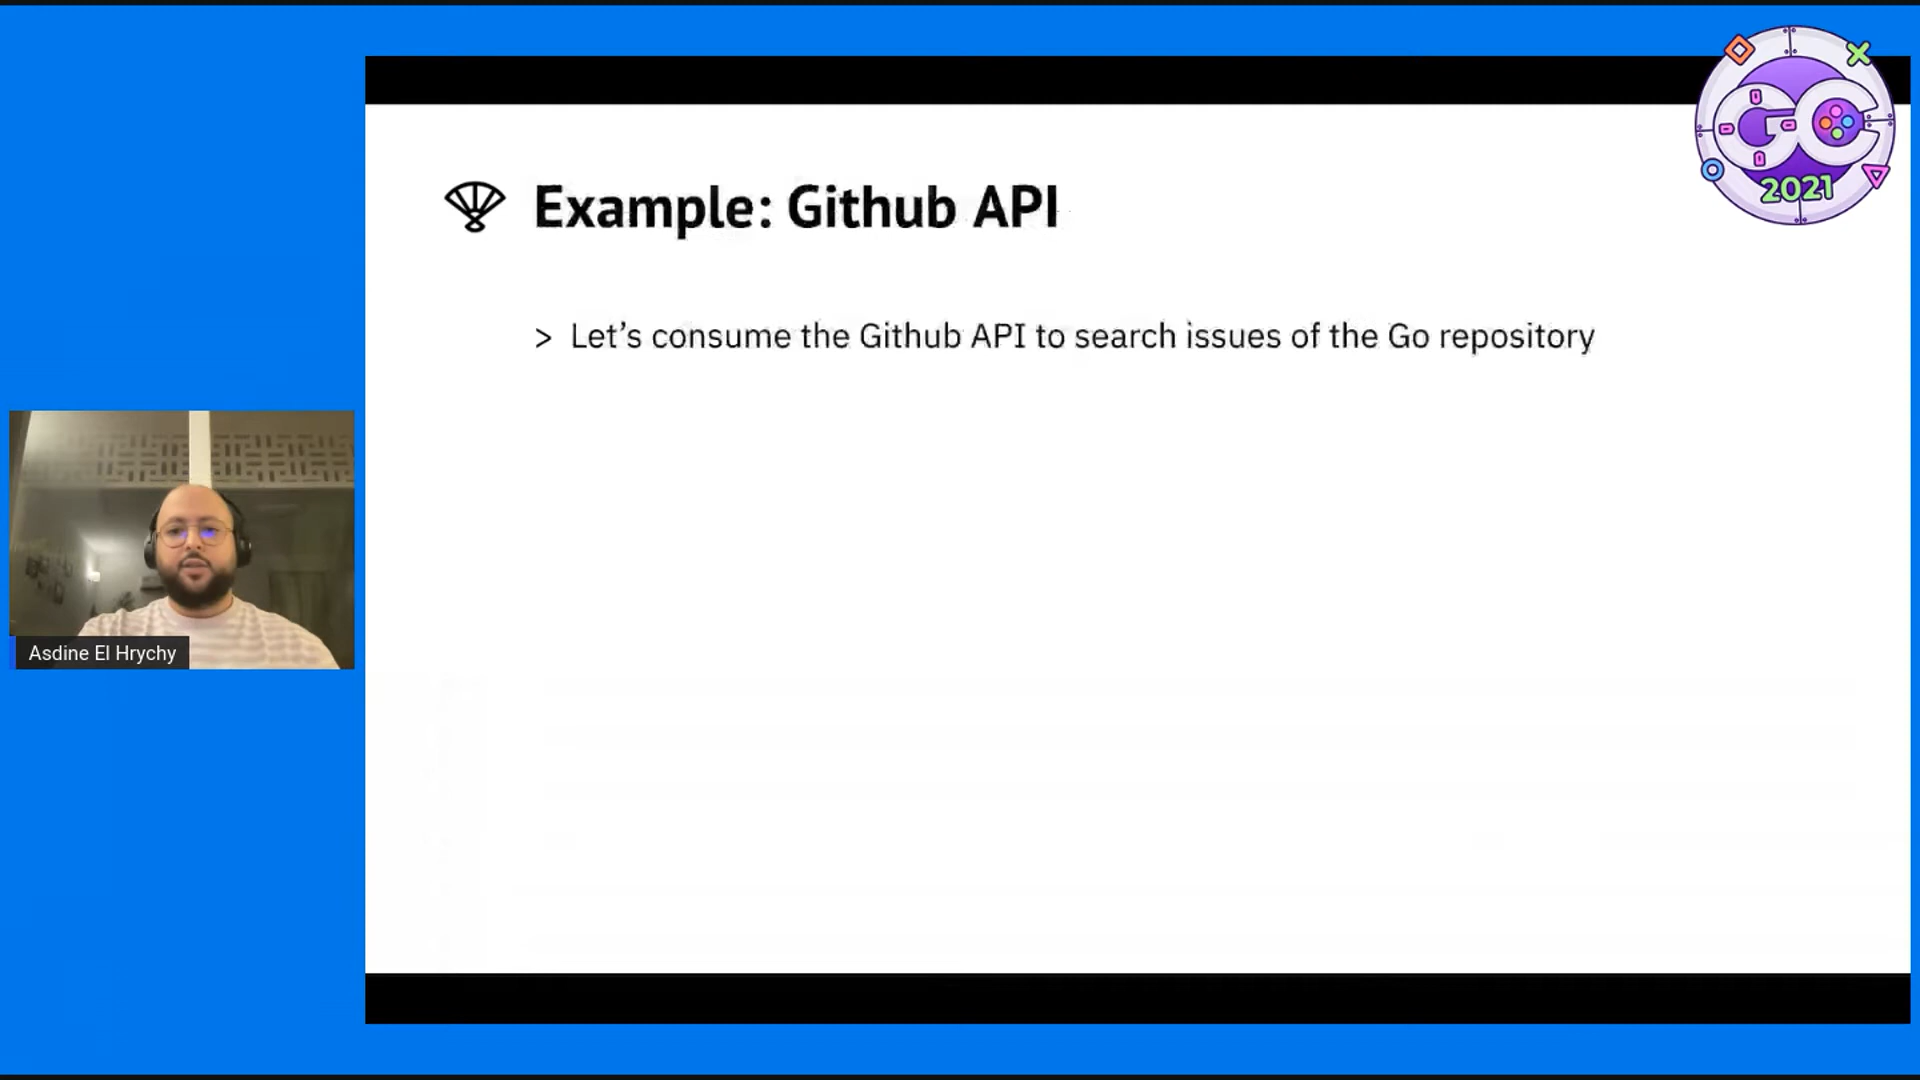 GC
2021
Example: Github API
> Let’s consume the Github API to search issues of the Go repository
Asdine El Hrychy